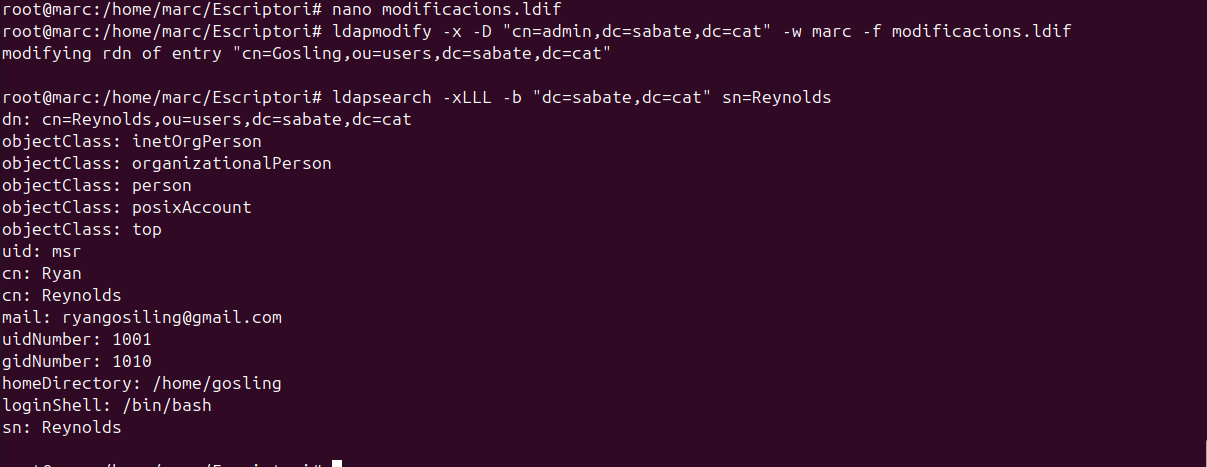 root@marc:/home/marc/Escriptori# nano modificacions.ldif
root@marc:/home/marc/Escriptori# ldapmodify -x -D "cn=admin,dc=sabate,dc=cat" -w marc -f modificacions.ldif
modifying rdn of entry "cn=Gosling,ou=users,dc=sabate,dc=cat"
root@marc:/home/marc/Escriptori# ldapsearch -xLLL -b "dc=sabate,dc=cat" sn=Reynolds
dn: cn=Reynolds,ou=users,dc=sabate,dc=cat
objectClass: inetOrgPerson
objectClass: organizationalPerson
objectClass: person
objectClass: posixAccount
objectClass: top
uid: msr
cn: Ryan
cn: Reynolds
mail: ryangosiling@gmail.com
uidNumber: 1001
gidNumber: 1010
homeDirectory: /home/gosling
loginShell: /bin/bash
sn: Reynolds